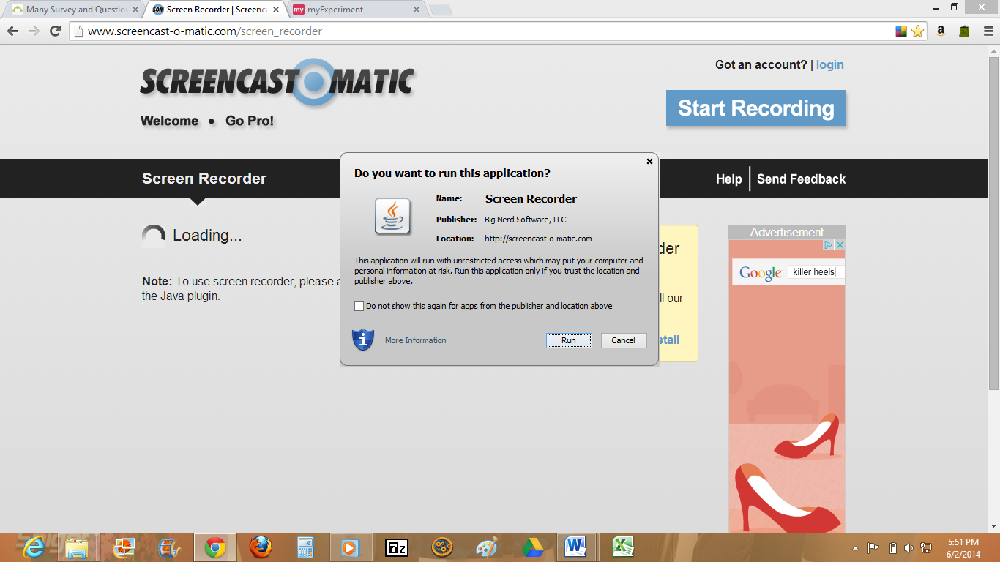 Many Survey and Questio
Screen Recorder | Screenc
my myExperiment
www.screencast-o-matic.com/screen_recorder
SCREENCAST O MATIC
Got an account? | login
Start Recording
Welcome • Go Pro!
Screen Recorder
Help | Send Feedback
Do you want to run this application?
Name: Screen Recorder
Publisher: Big Nerd Software, LLC
Location: http://screencast-o-matic.com
This application will run with unrestricted access which may put your computer and
personal information at risk. Run this application only if you trust the location and
publisher above.
Do not show this again for apps from the publisher and location above
More Information
Run
Cancel
Loading...
Note: To use screen recorder, please a
the Java plugin.
der
ll our
stall
Advertisement
Google killer heels
7z
5:51 PM
6/2/2014